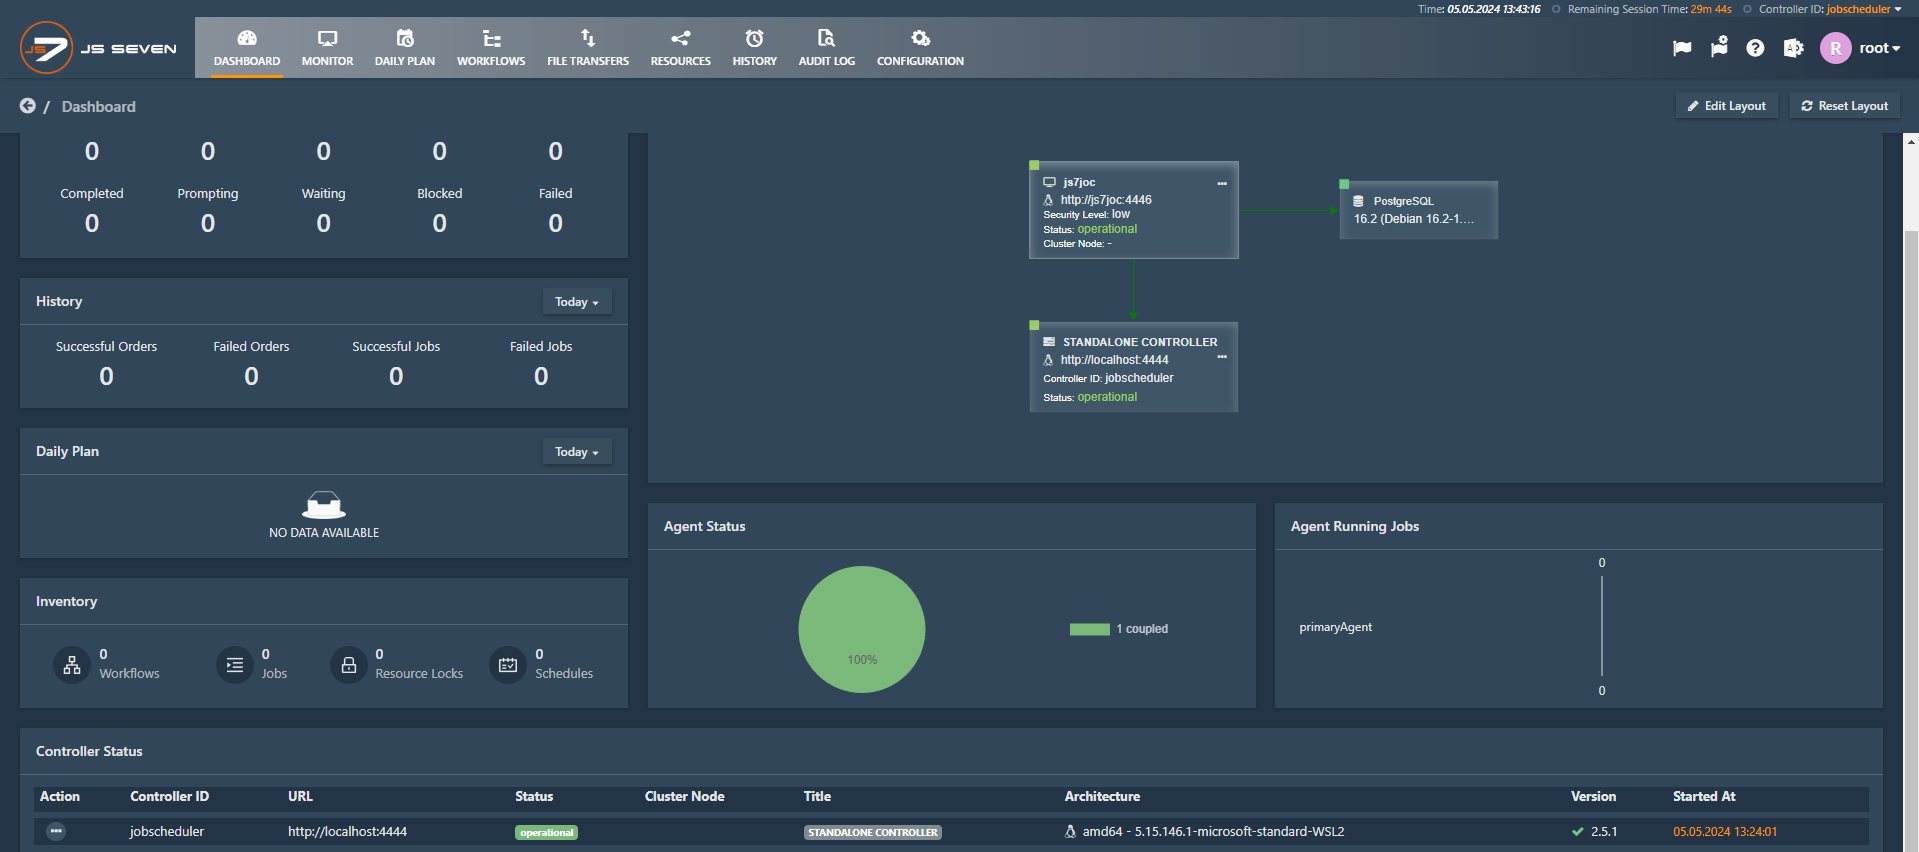 Time: 05.05.2024 13:43:16 Remaining Session Time: 29m 44s Controller ID: jobscheduler
JS7 JS SEVEN
DASHBOARD MONITOR DAILY PLAN WORKFLOWS FILE TRANSFERS RESOURCES HISTORY AUDIT LOG CONFIGURATION
R root
/ Dashboard
Edit Layout Reset Layout
0 0 0 0 0
Completed Prompting Waiting Blocked Failed
0 0 0 0 0
History Today
Successful Orders Failed Orders Successful Jobs Failed Jobs
0 0 0 0
Daily Plan Today
NO DATA AVAILABLE
Inventory
0 0 0 0
Workflows Jobs Resource Locks Schedules
js7joc
http://js7joc:4446
Security Level: low
Status: operational
Cluster Node: -
PostgreSQL
16.2 (Debian 16.2-1....
STANDALONE CONTROLLER
http://localhost:4444
Controller ID: jobscheduler
Status: operational
Agent Status
100%
1 coupled
Agent Running Jobs
0
primaryAgent
0
Controller Status
Action Controller ID URL Status Cluster Node Title Architecture Version Started At
jobscheduler http://localhost:4444 operational STANDALONE CONTROLLER amd64 - 5.15.146.1-microsoft-standard-WSL2 2.5.1 05.05.2024 13:24:01